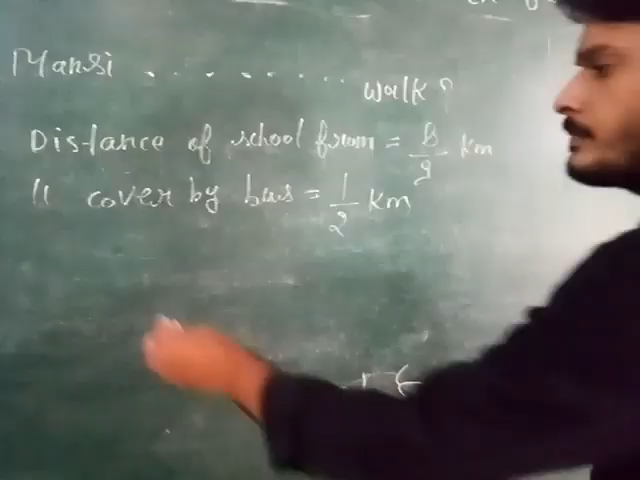 Mansi . . . . . . . . . . walk ?
Distance of school from = 8/9 km
〃 cover by bus = 1/2 km